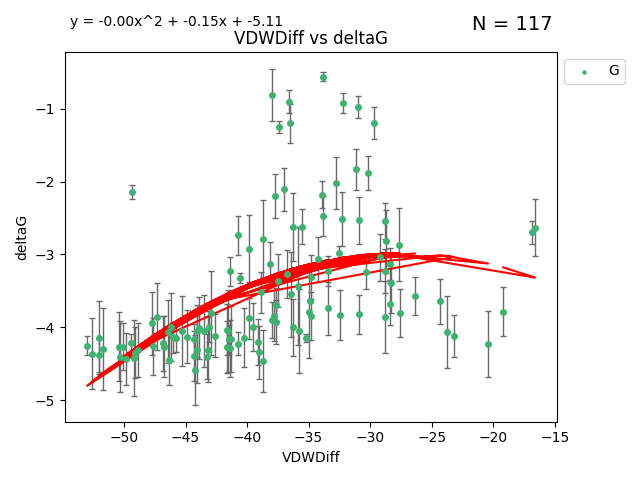 y = -0.00x^2 + -0.15x + -5.11
N = 117
VDWDiff vs deltaG
G
deltaG
−1
−2
−3
−4
−5
−50
−45
−40
−35
−30
−25
−20
−15
VDWDiff